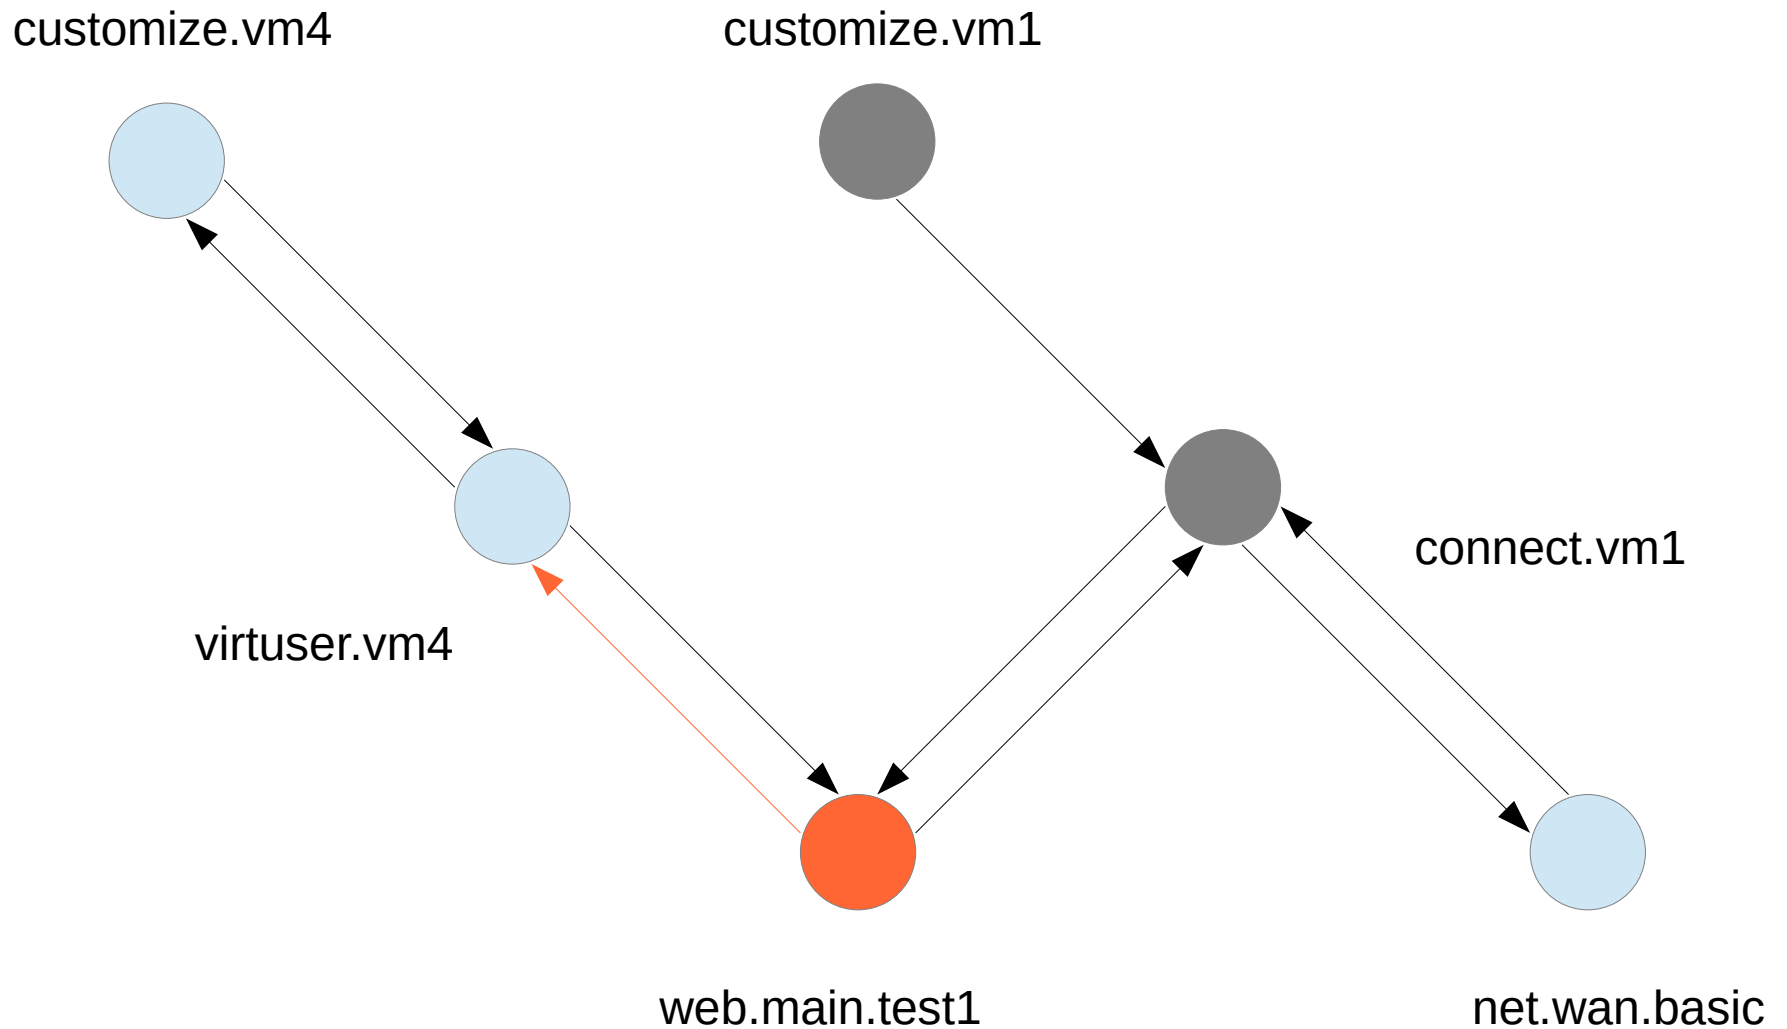 customize.vm4
customize.vm1
connect.vm1
virtuser.vm4
web.main.test1
net.wan.basic